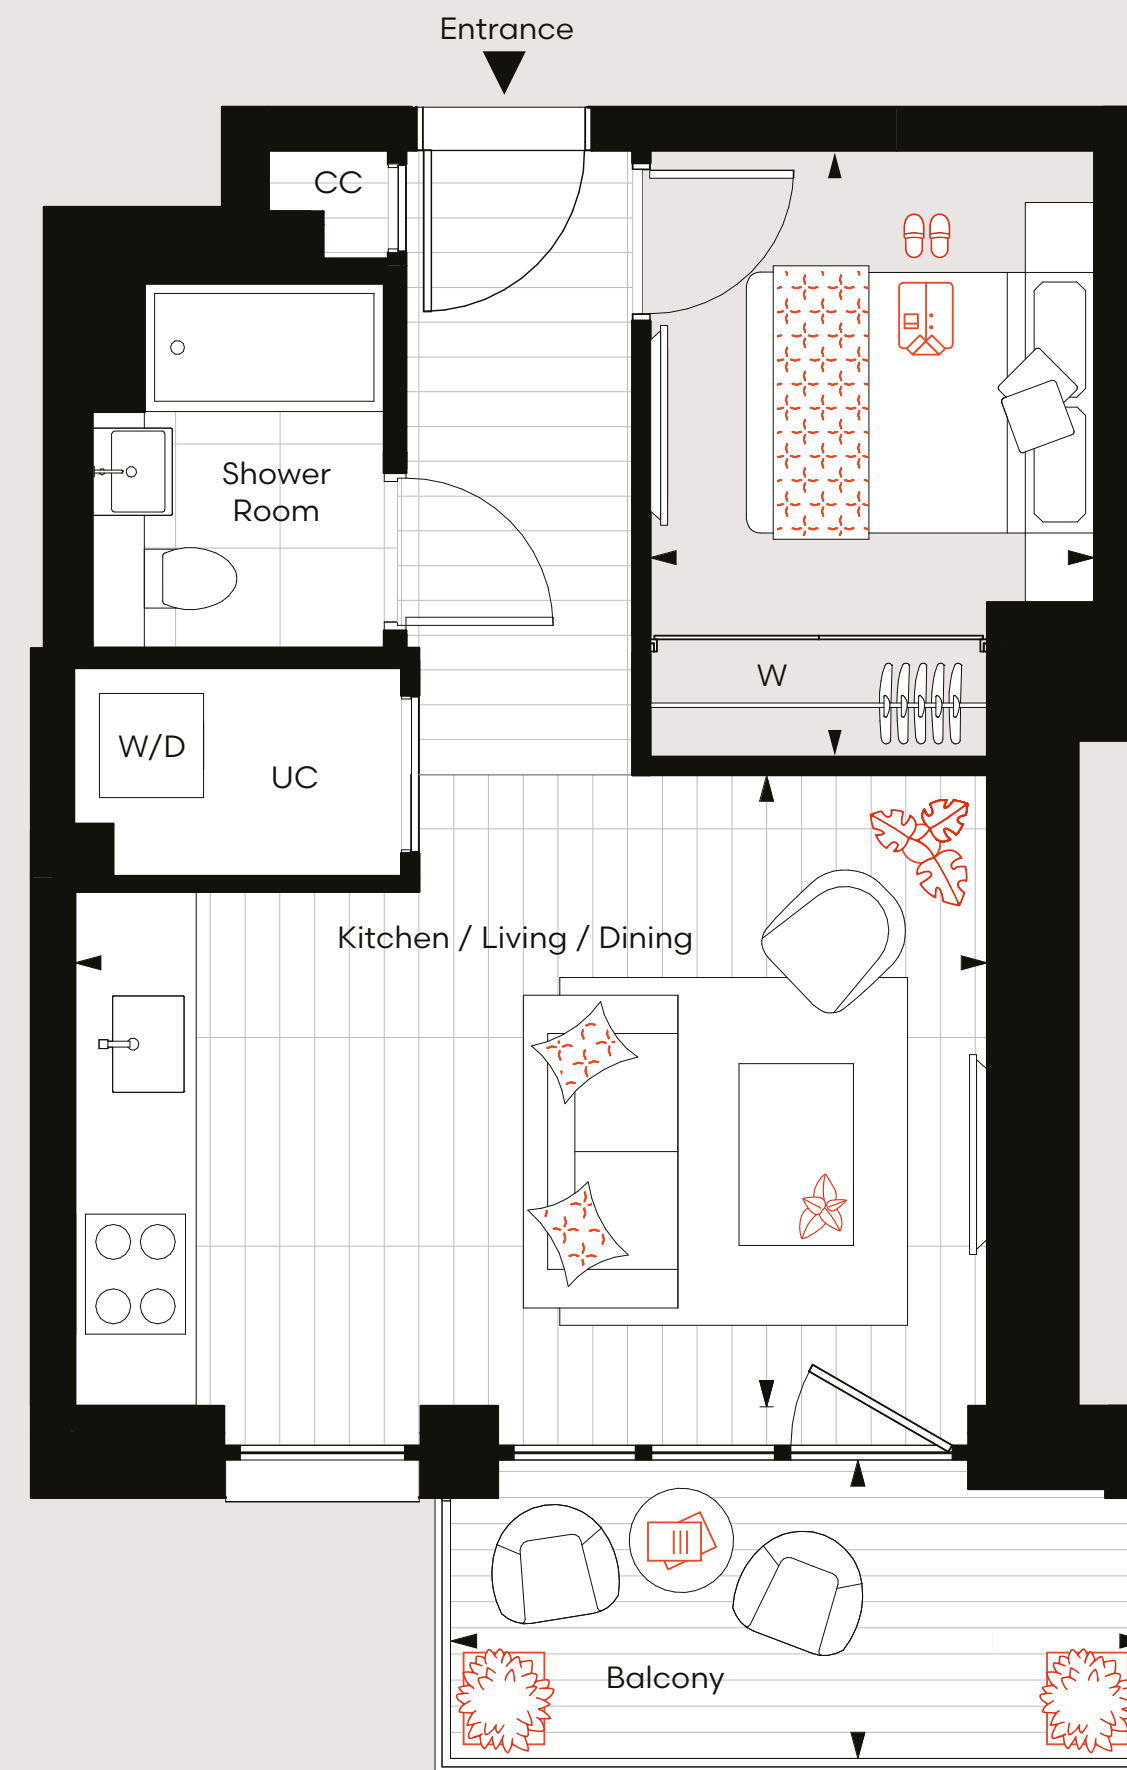 Entrance
CC
Shower
Room
W
W/D
UC
Kitchen / Living / Dining
Balcony